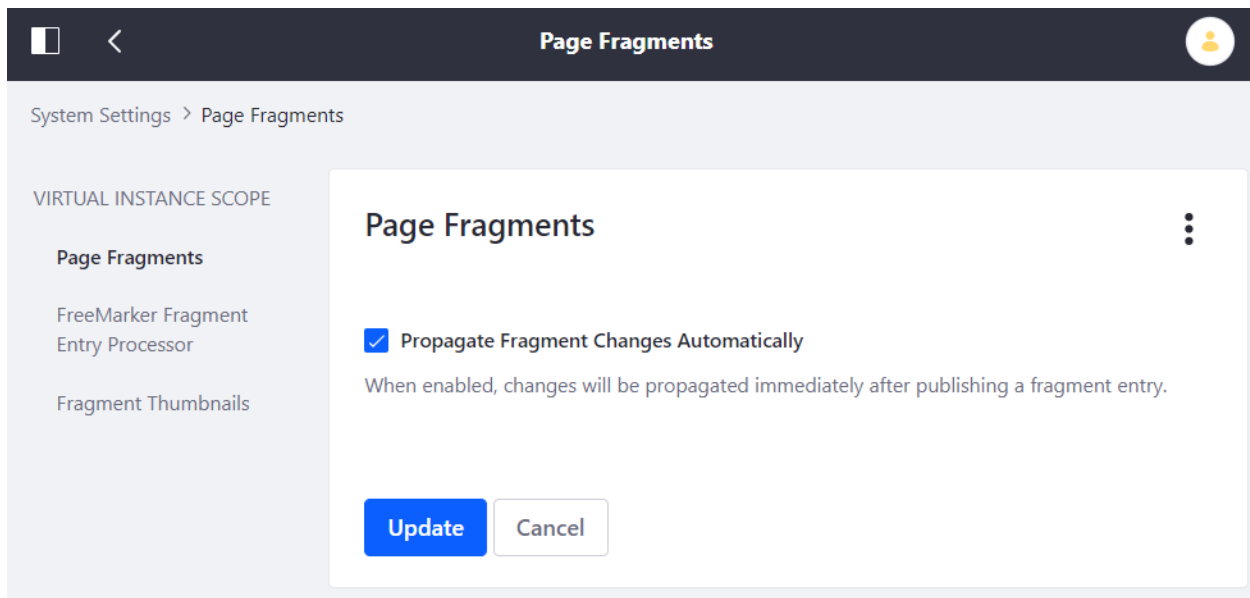 Page Fragments
System Settings > Page Fragments
VIRTUAL INSTANCE SCOPE
Page Fragments
FreeMarker Fragment
Entry Processor
Fragment Thumbnails
Page Fragments
Propagate Fragment Changes Automatically
When enabled, changes will be propagated immediately after publishing a fragment entry.
Update Cancel